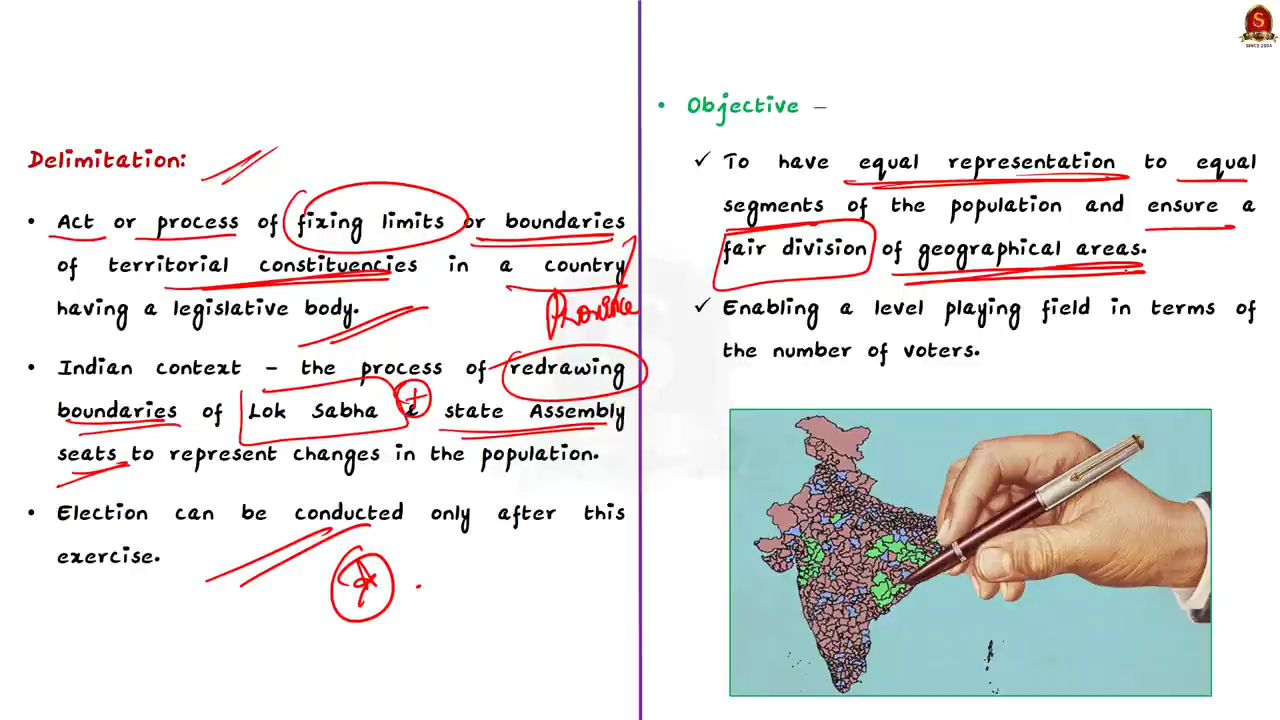 Delimitation:
• Act or process of fixing limits or boundaries
of territorial constituencies in a country
having a legislative body.
Province
• Indian context – the process of redrawing
boundaries of Lok Sabha & state Assembly
seats to represent changes in the population.
• Election can be conducted only after this
exercise.
• Objective –
✓ To have equal representation to equal
segments of the population and ensure a
fair division of geographical areas.
✓ Enabling a level playing field in terms of
the number of voters.
S
SINCE 2004